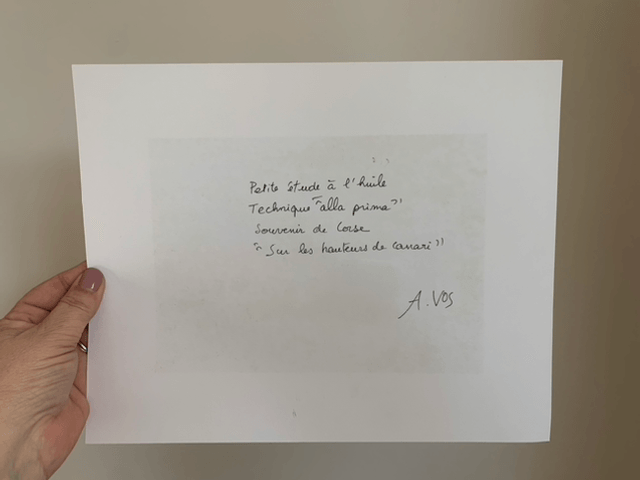 Petite étude à l'huile
Technique "alla prima"
Souvenir de Corse
"Sur les hauteurs de Canari"
A. Vos